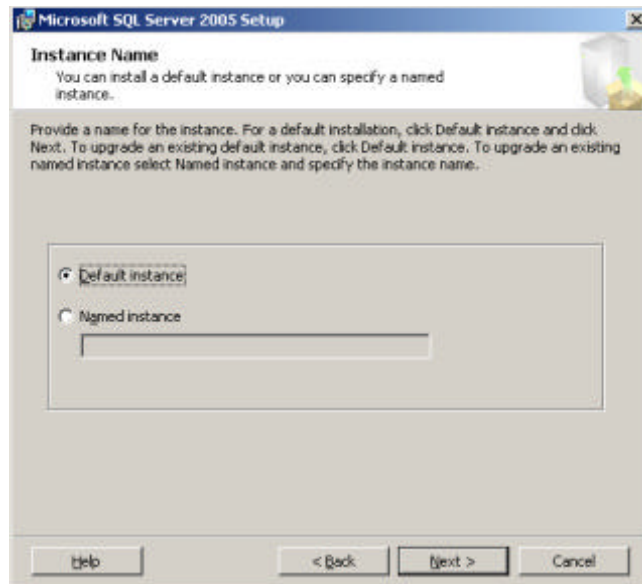 Microsoft SQL Server 2005 Setup
Instance Name
You can install a default instance or you can specify a named
instance.
Provide a name for the instance. For a default installation, click Default instance and click
Next. To upgrade an existing default instance, click Default instance. To upgrade an existing
named instance select Named instance and specify the instance name.
Default instance
Named instance
Help
< Back
Next >
Cancel